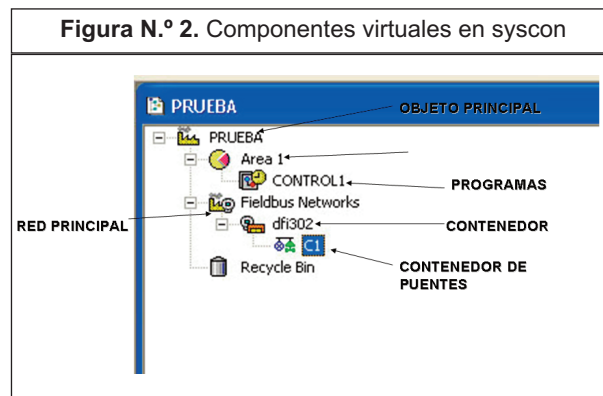 Figura N.º 2. Componentes virtuales en syscon
PRUEBA
OBJETO PRINCIPAL
PRUEBA
Area 1
CONTROL1
PROGRAMAS
Fieldbus Networks
RED PRINCIPAL
dfi302
CONTENEDOR
C1
CONTENEDOR DE
PUENTES
Recycle Bin